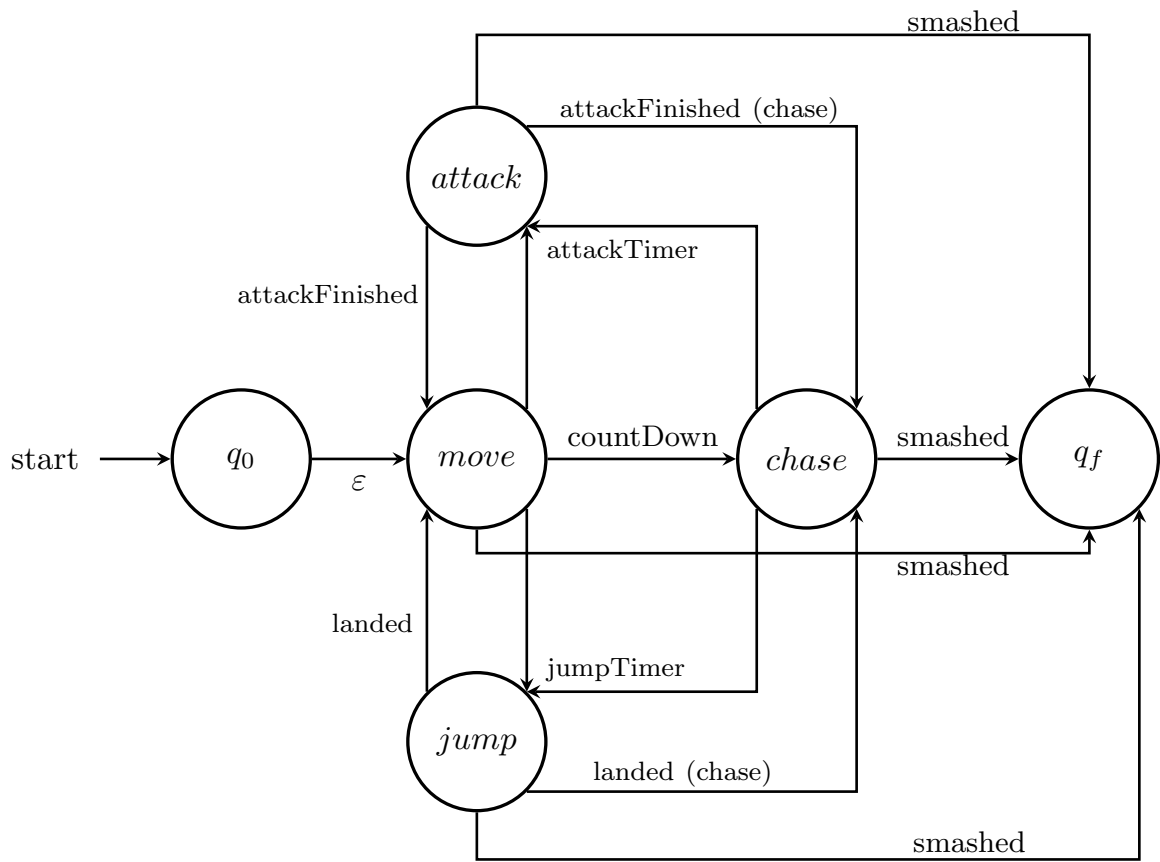 smashed
attackFinished (chase)
attack
attackTimer
attackFinished
start
q0
ε
move
countDown
chase
smashed
qf
smashed
landed
jumpTimer
jump
landed (chase)
smashed